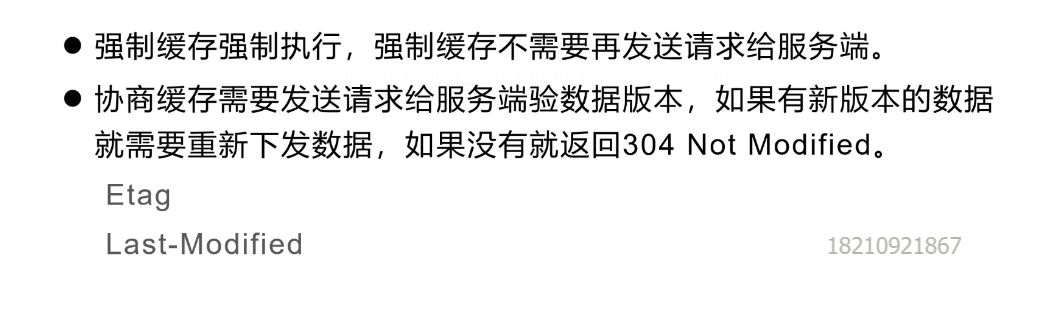 ● 强制缓存强制执行，强制缓存不需要再发送请求给服务端。
● 协商缓存需要发送请求给服务端验数据版本，如果有新版本的数据
就需要重新下发数据，如果没有就返回304 Not Modified。
Etag
Last-Modified
18210921867